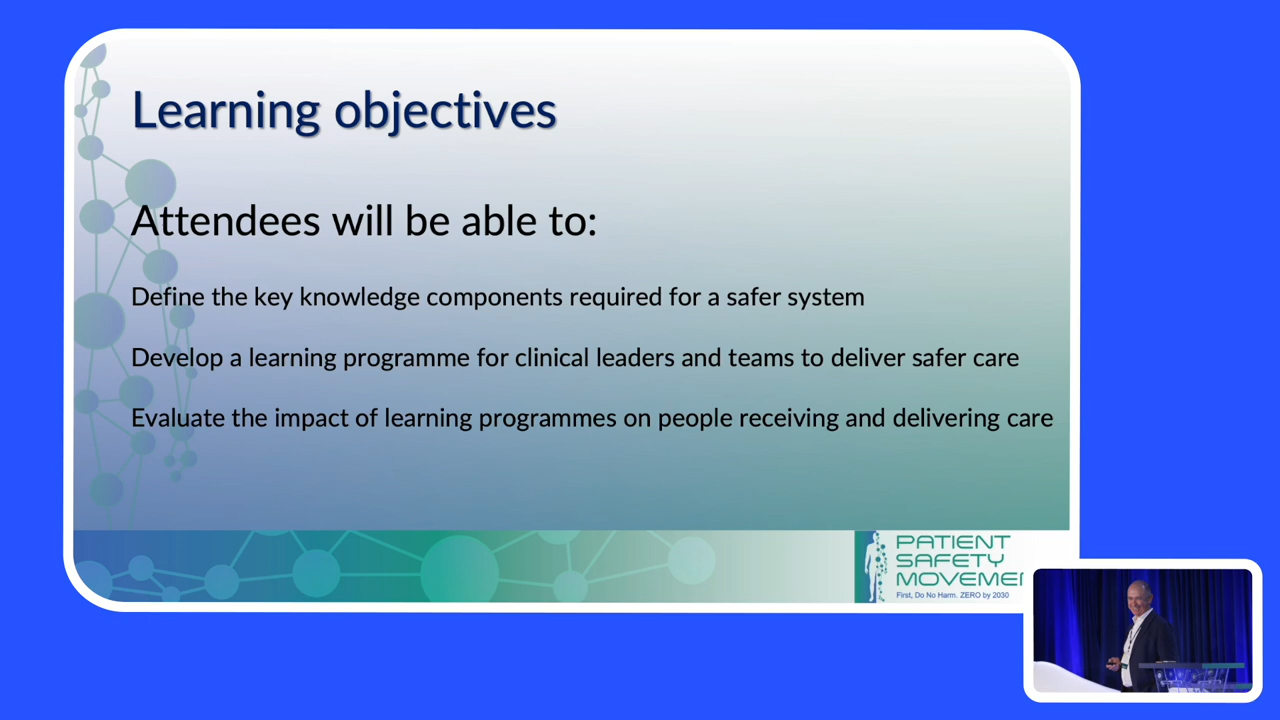 Learning objectives
Attendees will be able to:
Define the key knowledge components required for a safer system
Develop a learning programme for clinical leaders and teams to deliver safer care
Evaluate the impact of learning programmes on people receiving and delivering care
PATIENT
SAFETY
MOVEME
First, Do No Harm. ZERO by 2030